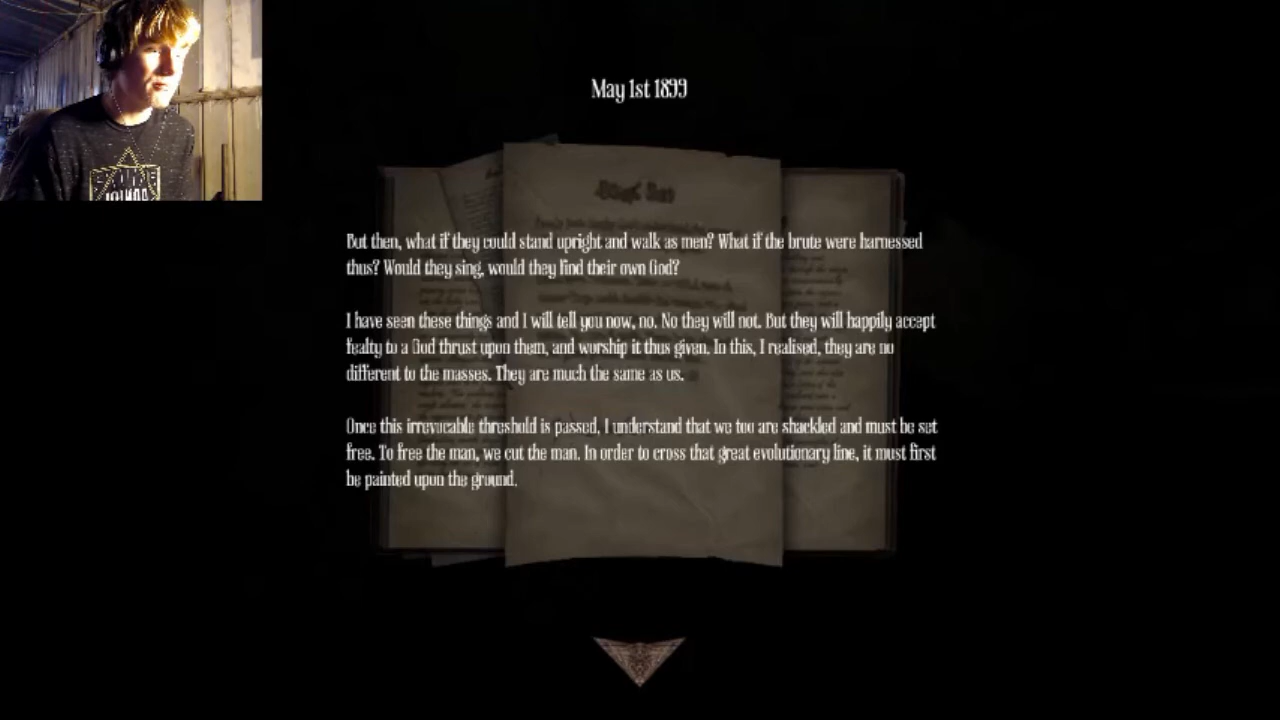 May 1st 1899
But then, what if they could stand upright and walk as men? What if the brute were harnessed
thus? Would they sing, would they find their own God?
I have seen these things and I will tell you now, no. No they will not. But they will happily accept
fealty to a God thrust upon them, and worship it thus given. In this, I realised, they are no
different to the masses. They are much the same as us.
Once this irrevocable threshold is passed, I understand that we too are shackled and must be set
free. To free the man, we cut the man. In order to cross that great evolutionary line, it must first
be painted upon the ground.